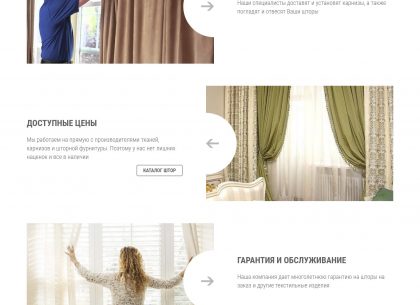 Наши специалисты доставят и установят карнизы, а также
погладят и отвесят Ваши шторы
ДОСТУПНЫЕ ЦЕНЫ
Мы работаем на прямую с производителями тканей,
карнизов и шторной фурнитуры. Поэтому у нас нет лишних
наценок и все в наличии
КАТАЛОГ ШТОР
ГАРАНТИЯ И ОБСЛУЖИВАНИЕ
Наша компания дает многолетнюю гарантию на шторы на
заказ и другие текстильные изделия